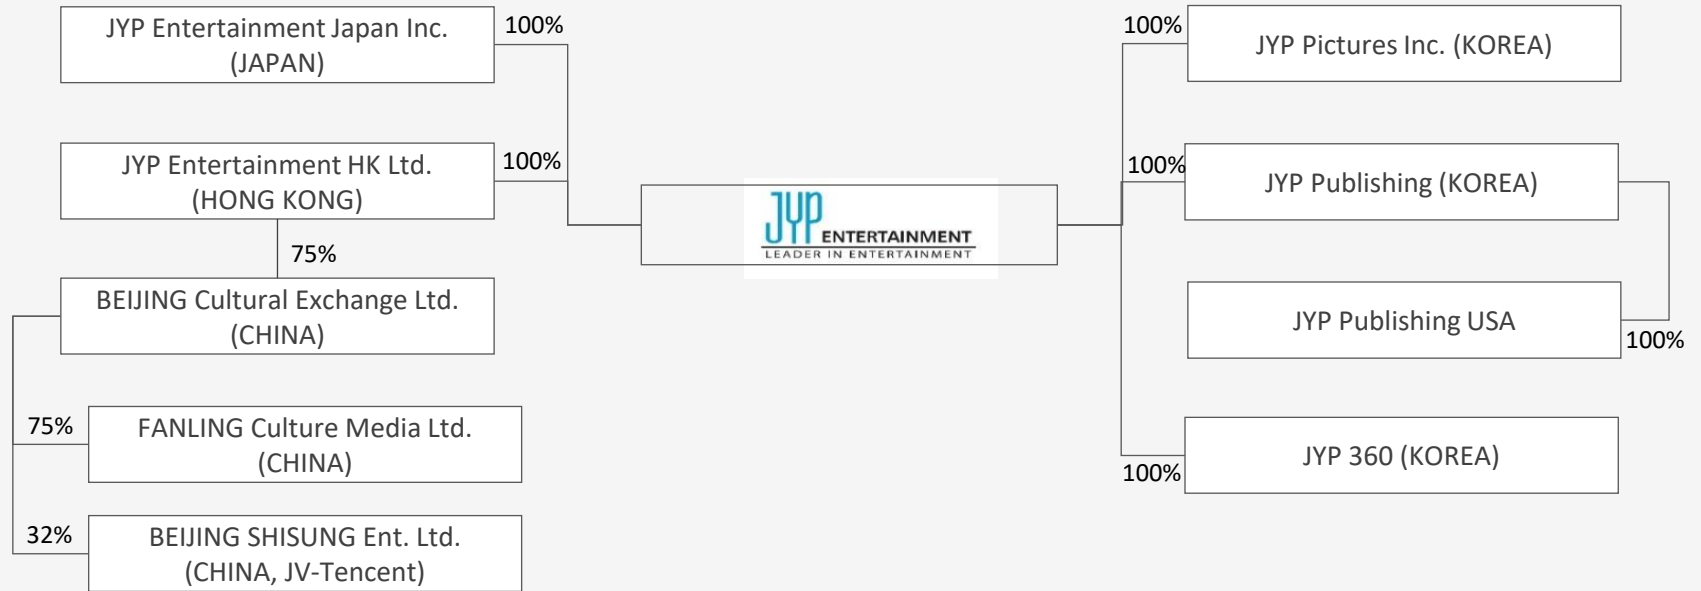 JYP Entertainment Japan Inc.
(JAPAN)
100%
JYP Entertainment HK Ltd.
(HONG KONG)
100%
75%
BEIJING Cultural Exchange Ltd.
(CHINA)
75%
FANLING Culture Media Ltd.
(CHINA)
32%
BEIJING SHISUNG Ent. Ltd.
(CHINA, JV-Tencent)
JYP ENTERTAINMENT
LEADER IN ENTERTAINMENT
100%
JYP Pictures Inc. (KOREA)
100%
JYP Publishing (KOREA)
JYP Publishing USA
100%
100%
JYP 360 (KOREA)